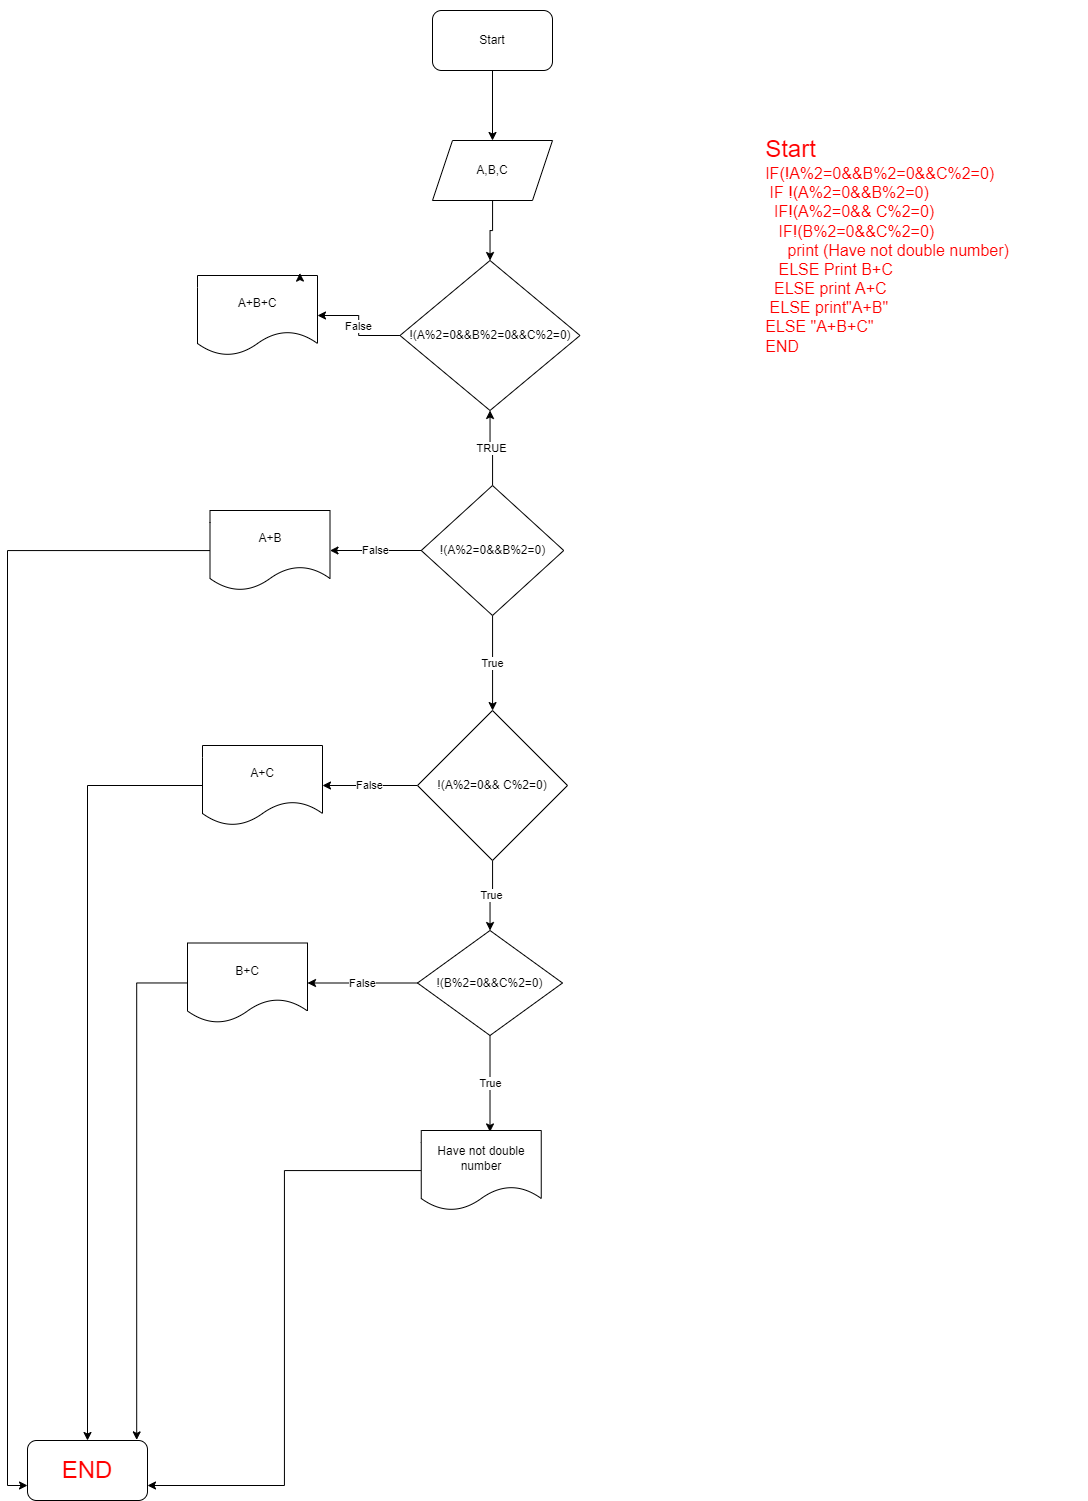 Start
A,B,C
Start
IF(!A%2=0&&B%2=0&&C%2=0)
IF !(A%2=0&&B%2=0)
IF!(A%2=0&& C%2=0)
IF!(B%2=0&&C%2=0)
print (Have not double number)
ELSE Print B+C
ELSE print A+C
ELSE print"A+B"
ELSE "A+B+C"
END
A+B+C
False
!(A%2=0&&B%2=0&&C%2=0)
TRUE
A+B
False
!(A%2=0&&B%2=0)
True
A+C
False
!(A%2=0&& C%2=0)
True
B+C
False
!(B%2=0&&C%2=0)
True
Have not double
number
END